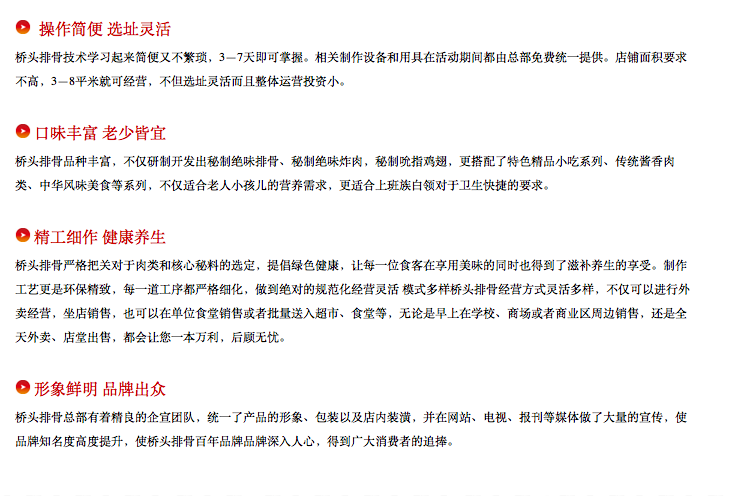 操作简便 选址灵活
桥头排骨技术学习起来简便又不繁琐，3—7天即可掌握。相关制作设备和用具在活动期间都由总部免费统一提供。店铺面积要求
不高，3—8平米就可经营，不但选址灵活而且整体运营投资小。
口味丰富 老少皆宜
桥头排骨品种丰富，不仅研制开发出秘制绝味排骨、秘制绝味炸肉，秘制吮指鸡翅，更搭配了特色精品小吃系列、传统酱香肉
类、中华风味美食等系列，不仅适合老人小孩儿的营养需求，更适合上班族白领对于卫生快捷的要求。
精工细作 健康养生
桥头排骨严格把关对于肉类和核心秘料的选定，提倡绿色健康，让每一位食客在享用美味的同时也得到了滋补养生的享受。制作
工艺更是环保精致，每一道工序都严格细化，做到绝对的规范化经营灵活 模式多样桥头排骨经营方式灵活多样，不仅可以进行外
卖经营，坐店销售，也可以在单位食堂销售或者批量送入超市、食堂等，无论是早上在学校、商场或者商业区周边销售，还是全
天外卖、店堂出售，都会让您一本万利，后顾无忧。
形象鲜明 品牌出众
桥头排骨总部有着精良的企宣团队，统一了产品的形象、包装以及店内装潢，并在网站、电视、报刊等媒体做了大量的宣传，使
品牌知名度高度提升，使桥头排骨百年品牌品牌深入人心，得到广大消费者的追捧。